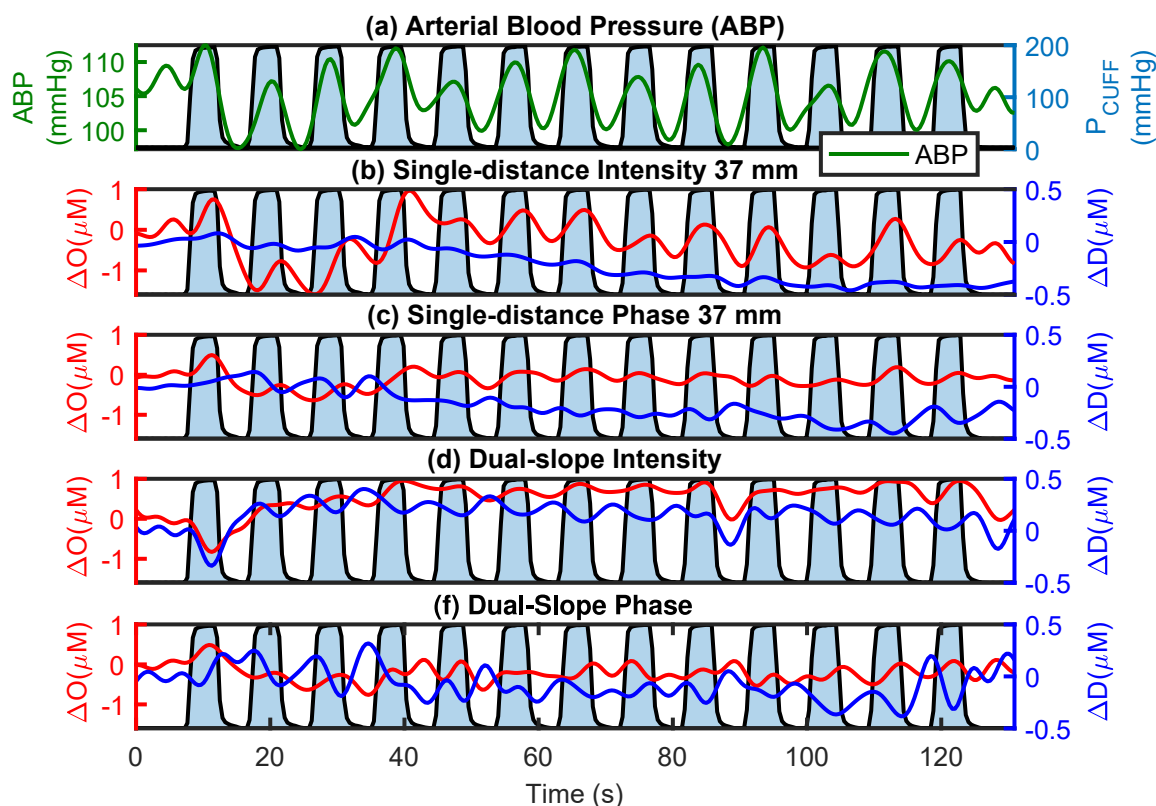 (a) Arterial Blood Pressure (ABP)
ABP
(mmHg)
110
105
100
200
100
0
P_CUFF
(mmHg)
ABP
(b) Single-distance Intensity 37 mm
ΔO(μM)
1
0
-1
0.5
0
-0.5
ΔD(μM)
(c) Single-distance Phase 37 mm
ΔO(μM)
1
0
-1
0.5
0
-0.5
ΔD(μM)
(d) Dual-slope Intensity
ΔO(μM)
1
0
-1
0.5
0
-0.5
ΔD(μM)
(f) Dual-Slope Phase
ΔO(μM)
1
0
-1
0.5
0
-0.5
ΔD(μM)
0 20 40 60 80 100 120
Time (s)